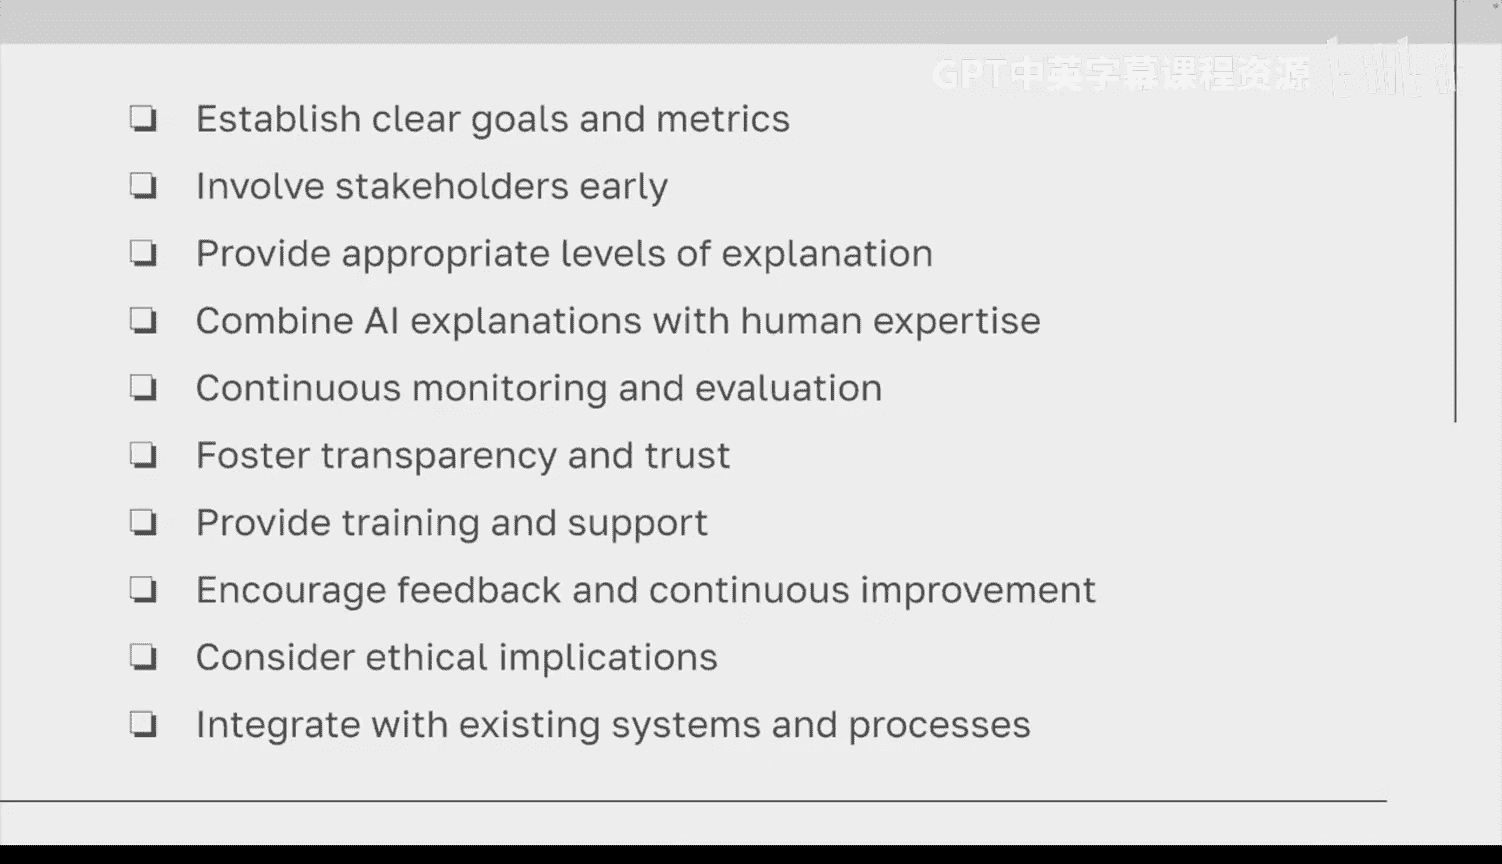 GPT中英字幕课程资源
Establish clear goals and metrics
Involve stakeholders early
Provide appropriate levels of explanation
Combine AI explanations with human expertise
Continuous monitoring and evaluation
Foster transparency and trust
Provide training and support
Encourage feedback and continuous improvement
Consider ethical implications
Integrate with existing systems and processes